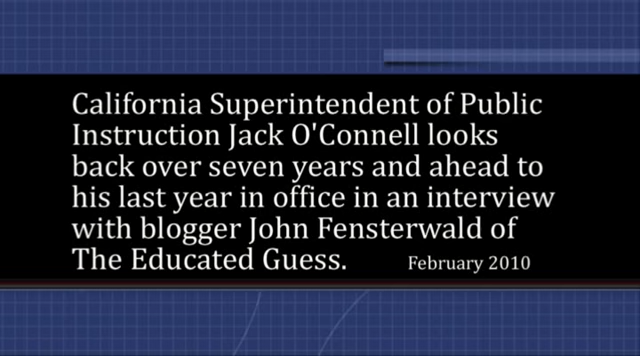 California Superintendent of Public
Instruction Jack O'Connell looks
back over seven years and ahead to
his last year in office in an interview
with blogger John Fensterwald of
The Educated Guess. February 2010